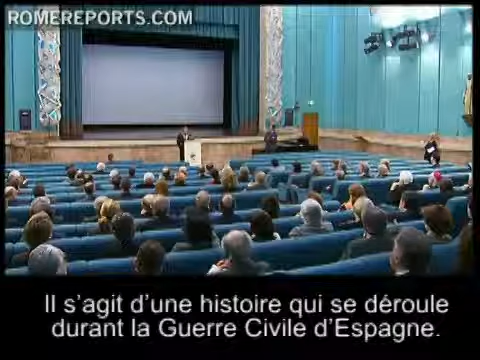 ROMEREPORTS.COM
Il s'agit d'une histoire qui se déroule
durant la Guerre Civile d'Espagne.